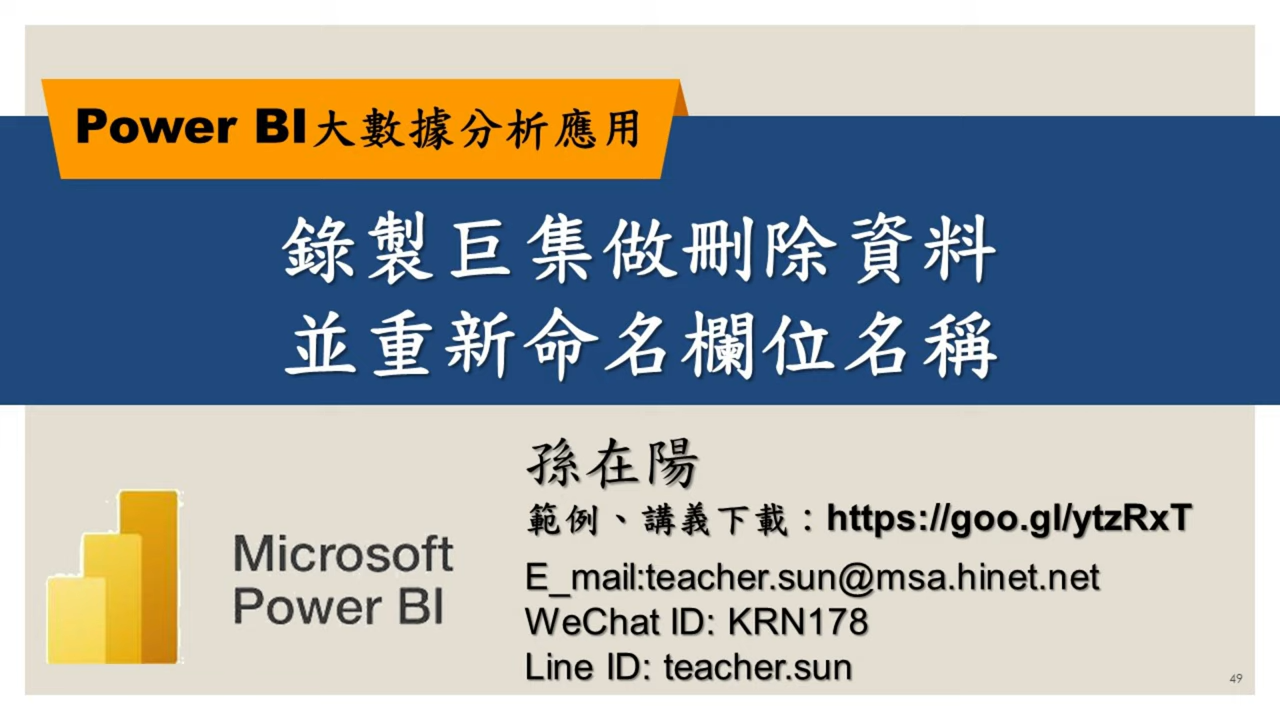 Power BI大數據分析應用
錄製巨集做刪除資料
並重新命名欄位名稱
孫在陽
範例、講義下載：https://goo.gl/ytzRxT
E_mail:teacher.sun@msa.hinet.net
WeChat ID: KRN178
Line ID: teacher.sun
Microsoft
Power BI
49